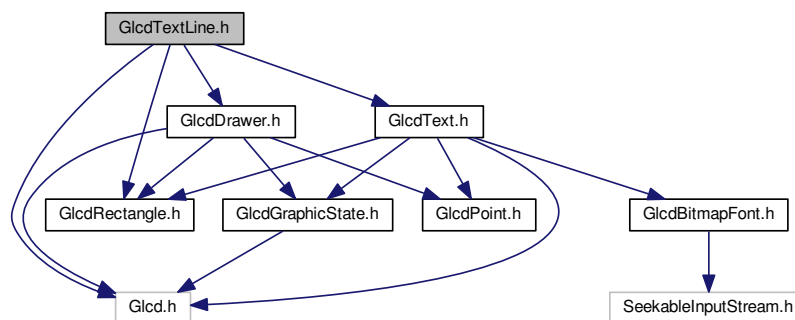 GlcdTextLine.h
GlcdDrawer.h
GlcdText.h
GlcdRectangle.h
GlcdGraphicState.h
GlcdPoint.h
GlcdBitmapFont.h
Glcd.h
SeekableInputStream.h